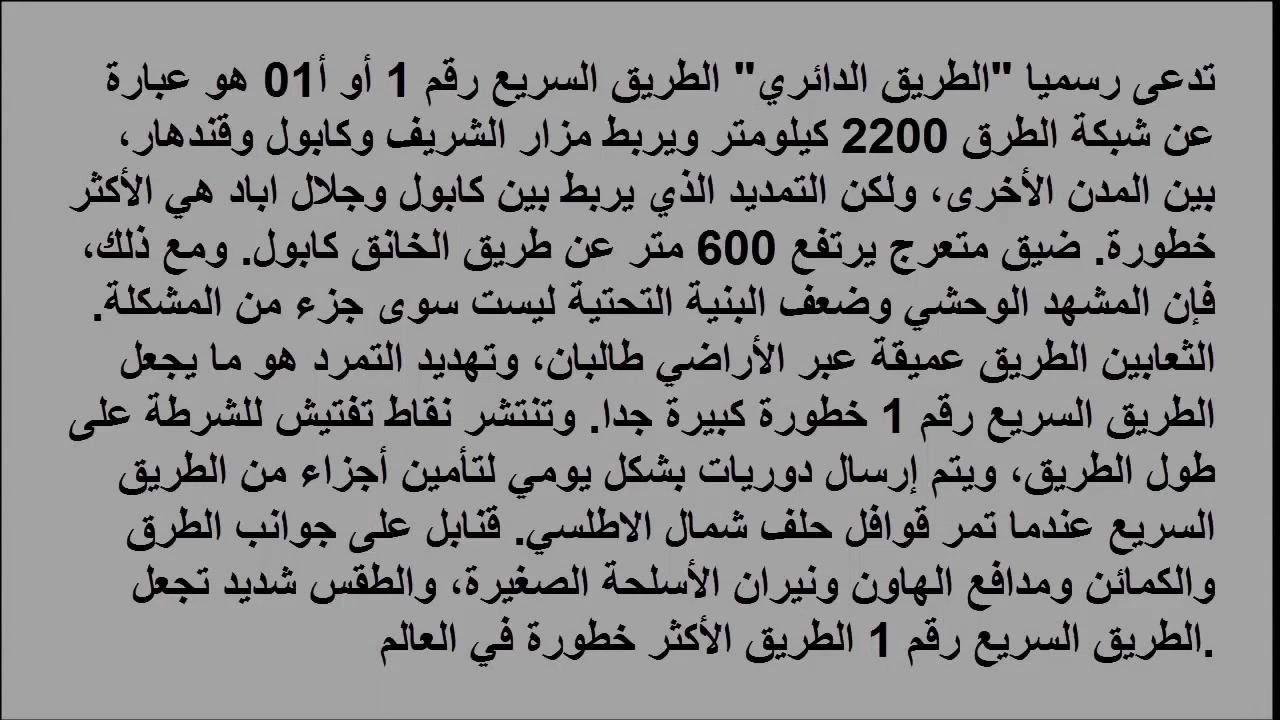 تدعى رسميا "الطريق الدائري" الطريق السريع رقم 1 أو أ01 هو عبارة
عن شبكة الطرق 2200 كيلومتر ويربط مزار الشريف وكابول وقندهار،
بين المدن الأخرى، ولكن التمديد الذي يربط بين كابول وجلال اباد هي الأكثر
خطورة. ضيق متعرج يرتفع 600 متر عن طريق الخانق كابول. ومع ذلك،
فإن المشهد الوحشي وضعف البنية التحتية ليست سوى جزء من المشكلة.
الثعابين الطريق عميقة عبر الأراضي طالبان، وتهديد التمرد هو ما يجعل
الطريق السريع رقم 1 خطورة كبيرة جدا. وتنتشر نقاط تفتيش للشرطة على
طول الطريق، ويتم إرسال دوريات بشكل يومي لتأمين أجزاء من الطريق
السريع عندما تمر قوافل حلف شمال الاطلسي. قنابل على جوانب الطرق
والكمائن ومدافع الهاون ونيران الأسلحة الصغيرة، والطقس شديد تجعل
.الطريق السريع رقم 1 الطريق الأكثر خطورة في العالم